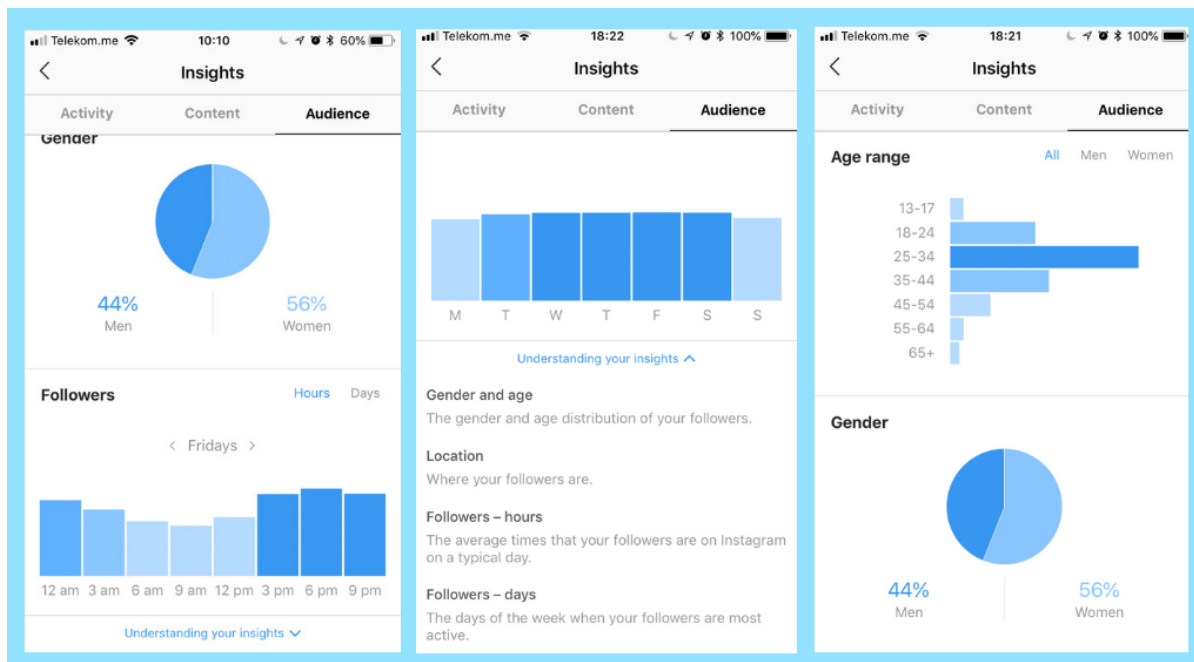 Telekom.me 10:10 60%
Insights
Activity Content Audience
Gender
44% 56%
Men Women
Followers Hours Days
< Fridays >
12 am 3 am 6 am 9 am 12 pm 3 pm 6 pm 9 pm
Understanding your insights
Telekom.me 18:22 100%
Insights
Activity Content Audience
M T W T F S S
Understanding your insights
Gender and age
The gender and age distribution of your followers.
Location
Where your followers are.
Followers – hours
The average times that your followers are on Instagram
on a typical day.
Followers – days
The days of the week when your followers are most
active.
Telekom.me 18:21 100%
Insights
Activity Content Audience
Age range All Men Women
13-17
18-24
25-34
35-44
45-54
55-64
65+
Gender
44% 56%
Men Women